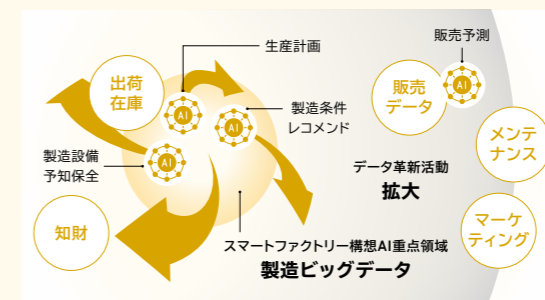 生産計画
販売予測
出荷
在庫
AI
販売
データ
AI
製造条件
レコメンド
AI
メンテ
ナンス
製造設備
予知保全
AI
データ革新活動
拡大
知財
マーケ
ティング
スマートファクトリー構想AI重点領域
製造ビッグデータ